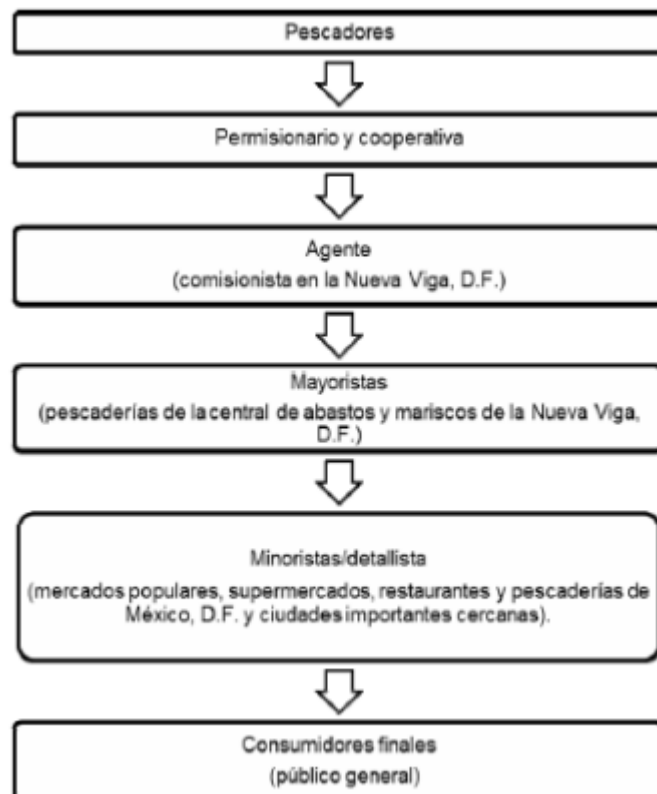 Pescadores
Permisionario y cooperativa
Agente
(comisionista en la Nueva Viga, D.F.)
Mayoristas
(pescaderías de la central de abastos y mariscos de la Nueva Viga,
D.F.)
Minoristas/detallista
(mercados populares, supermercados, restaurantes y pescaderías de
México, D.F. y ciudades importantes cercanas).
Consumidores finales
(público general)